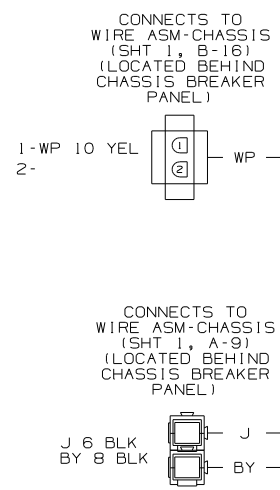 CONNECTS TO
WIRE ASM-CHASSIS
(SHT 1, B-16)
(LOCATED BEHIND
CHASSIS BREAKER
PANEL)
1-WP 10 YEL
2-
1
2
WP
CONNECTS TO
WIRE ASM-CHASSIS
(SHT 1, A-9)
(LOCATED BEHIND
CHASSIS BREAKER
PANEL)
J 6 BLK
BY 8 BLK
J
BY